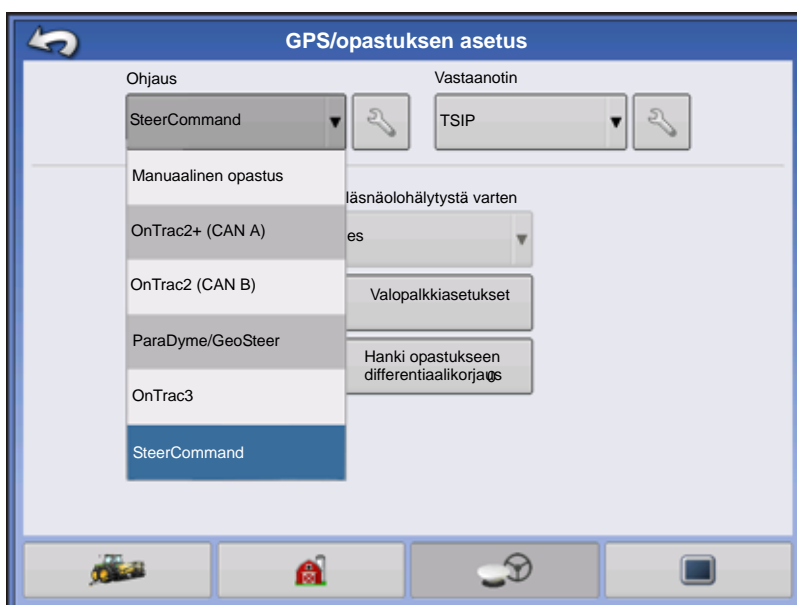 GPS/opastuksen asetus
Ohjaus
Vastaanotin
SteerCommand
TSIP
Manuaalinen opastus
läsnäolohälytystä varten
OnTrac2+ (CAN A)
es
OnTrac2 (CAN B)
Valopalkkiasetukset
ParaDyme/GeoSteer
Hanki opastukseen
differentiaalikorjaus
OnTrac3
SteerCommand